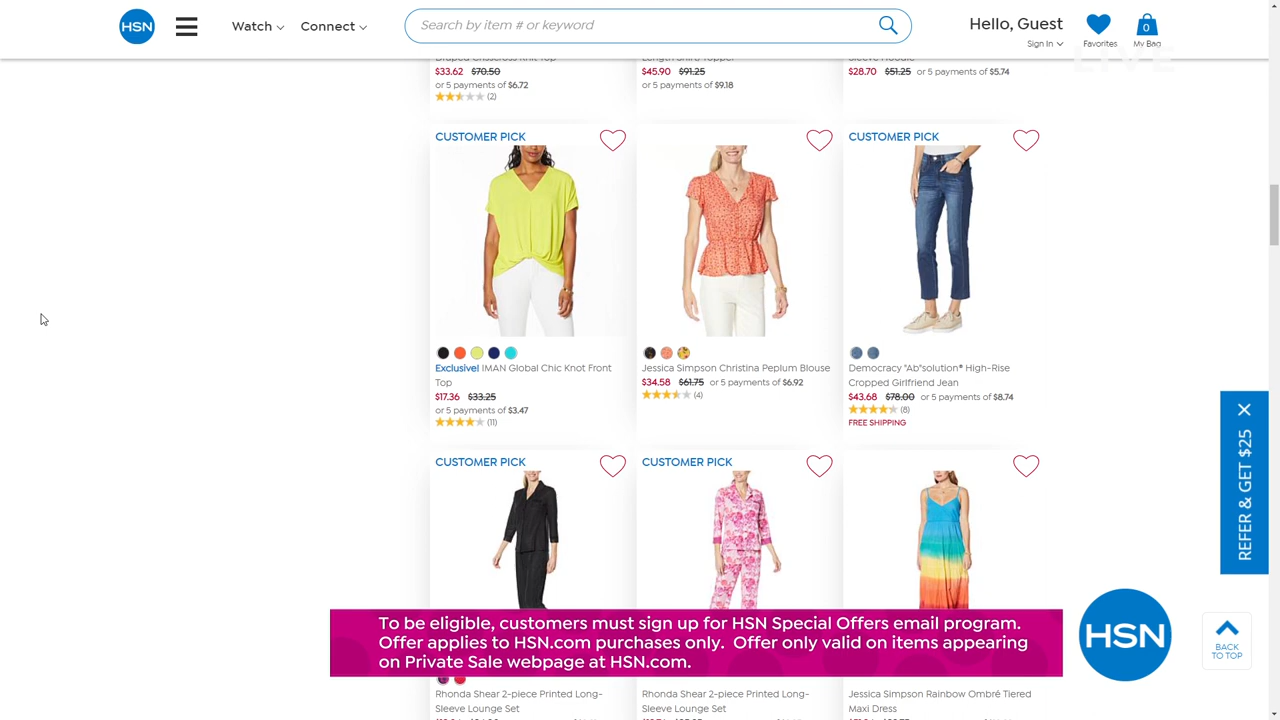 HSN
Watch
Connect
Search by item # or keyword
Hello, Guest
Sign In
Favorites
0
My Bag
LIVE
$33.62 $70.50
or 5 payments of $6.72
(2)
$45.90 $91.25
or 5 payments of $9.18
$28.70 $51.25 or 5 payments of $5.74
CUSTOMER PICK
Exclusive! IMAN Global Chic Knot Front
Top
$17.36 $33.25
or 5 payments of $3.47
(11)
Jessica Simpson Christina Peplum Blouse
$34.58 $61.75 or 5 payments of $6.92
(4)
CUSTOMER PICK
Democracy "Ab"solution® High-Rise
Cropped Girlfriend Jean
$43.68 $78.00 or 5 payments of $8.74
(8)
FREE SHIPPING
REFER & GET $25
CUSTOMER PICK
CUSTOMER PICK
To be eligible, customers must sign up for HSN Special Offers email program.
Offer applies to HSN.com purchases only. Offer only valid on items appearing
on Private Sale webpage at HSN.com.
HSN
BACK
TO TOP
Rhonda Shear 2-piece Printed Long-
Sleeve Lounge Set
Rhonda Shear 2-piece Printed Long-
Sleeve Lounge Set
Jessica Simpson Rainbow Ombré Tiered
Maxi Dress